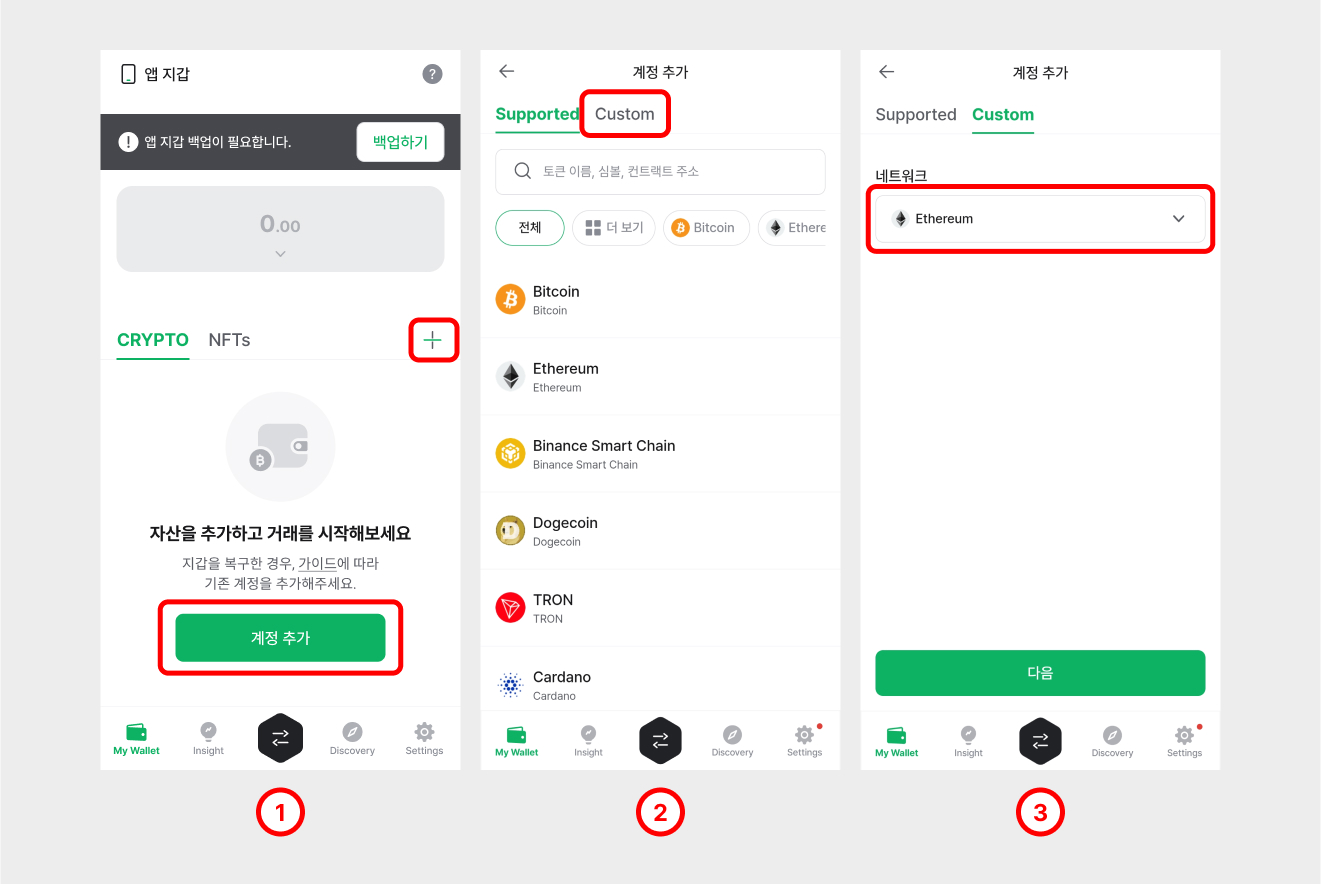 앱 지갑
?
! 앱 지갑 백업이 필요합니다.
백업하기
0.00
CRYPTO NFTs
자산을 추가하고 거래를 시작해보세요
지갑을 복구한 경우, 가이드에 따라
기존 계정을 추가해주세요.
계정 추가
My Wallet Insight Discovery Settings
1
계정 추가
Supported Custom
토큰 이름, 심볼, 컨트랙트 주소
전체 더 보기 Bitcoin Ethere
Bitcoin
Bitcoin
Ethereum
Ethereum
Binance Smart Chain
Binance Smart Chain
Dogecoin
Dogecoin
TRON
TRON
Cardano
Cardano
My Wallet Insight Discovery Settings
2
계정 추가
Supported Custom
네트워크
Ethereum
다음
My Wallet Insight Discovery Settings
3